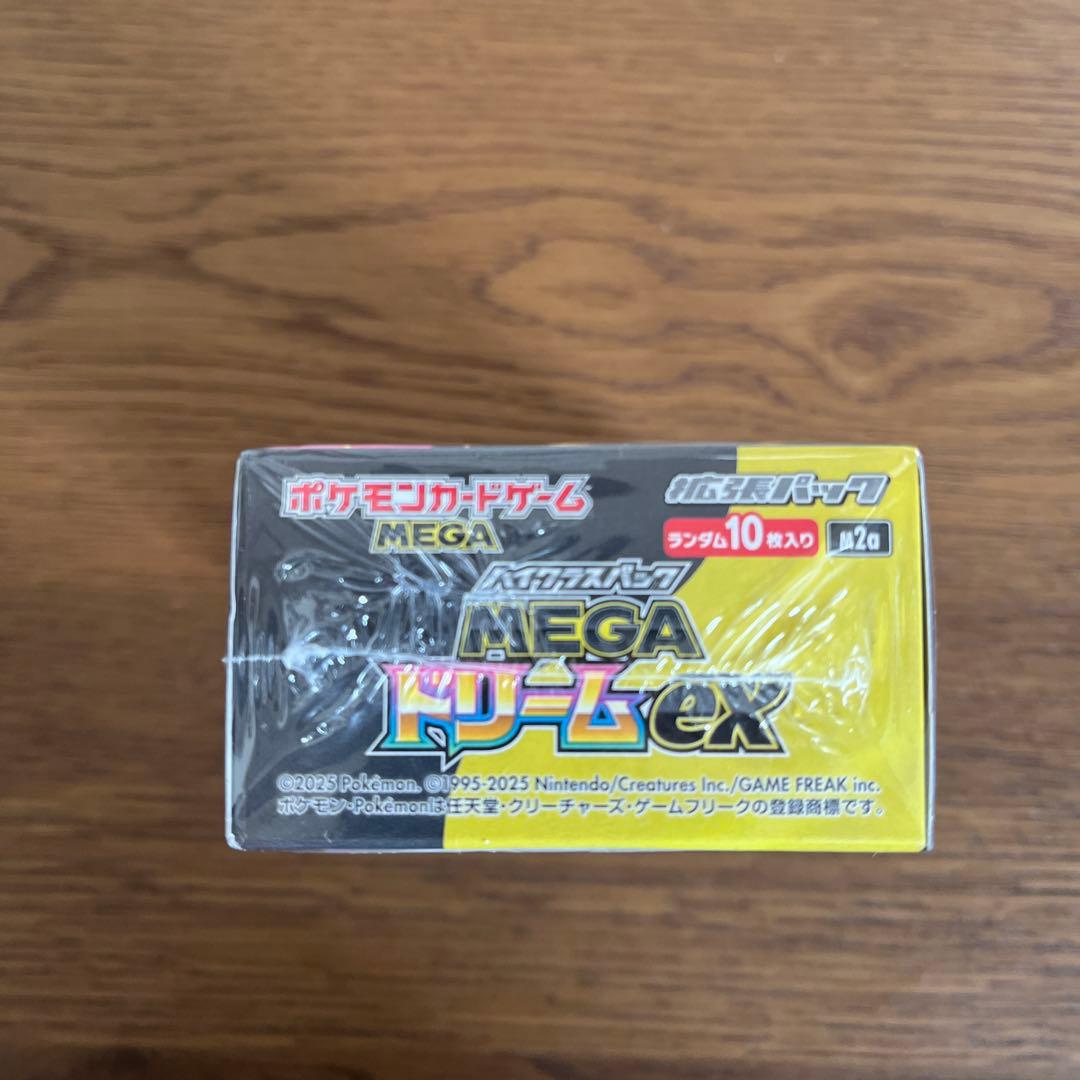 ポケモンカードゲーム
MEGA
拡張パック
ランダム10枚入り M2a
ハイクラスパック
MEGA
ドリームex
©2025 Pokémon. ©1995-2025 Nintendo/Creatures Inc./GAME FREAK inc.
ポケモン・Pokémonは任天堂・クリーチャーズ・ゲームフリークの登録商標です。